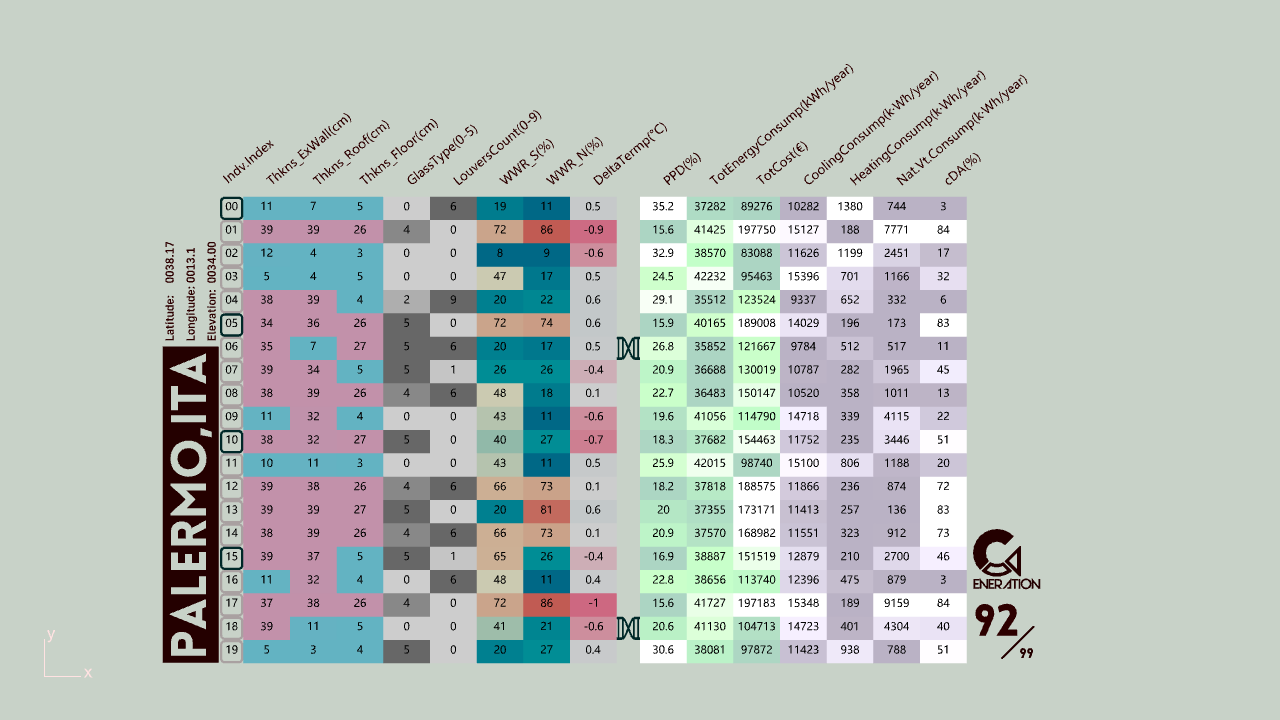 Indv.Index Thkns_ExWall(cm) Thkns_Roof(cm) Thkns_Floor(cm) GlassType(0-5) LouversCount(0-9) WWR_S(%) WWR_N(%) DeltaTermp(°C) PPD(%) TotEnergyConsump(kWh/year) TotCost(€) CoolingConsump(k·Wh/year) HeatingConsump(k·Wh/year) Nat.Vt.Consump(k·Wh/year) cDA(%)
00 11 7 5 0 6 19 11 0.5 35.2 37282 89276 10282 1380 744 3
01 39 39 26 4 0 72 86 -0.9 15.6 41425 197750 15127 188 7771 84
02 12 4 3 0 0 8 9 -0.6 32.9 38570 83088 11626 1199 2451 17
03 5 4 5 0 0 47 17 0.5 24.5 42232 95463 15396 701 1166 32
04 38 39 4 2 9 20 22 0.6 29.1 35512 123524 9337 652 332 6
05 34 36 26 5 0 72 74 0.6 15.9 40165 189008 14029 196 173 83
06 35 7 27 5 6 20 17 0.5 26.8 35852 121667 9784 512 517 11
07 39 34 5 5 1 26 26 -0.4 20.9 36688 130019 10787 282 1965 45
08 38 39 26 4 6 48 18 0.1 22.7 36483 150147 10520 358 1011 13
09 11 32 4 0 0 43 11 -0.6 19.6 41056 114790 14718 339 4115 22
10 38 32 27 5 0 40 27 -0.7 18.3 37682 154463 11752 235 3446 51
11 10 11 3 0 0 43 11 0.5 25.9 42015 98740 15100 806 1188 20
12 39 38 26 4 6 66 73 0.1 18.2 37818 188575 11866 236 874 72
13 39 39 27 5 0 20 81 0.6 20 37355 173171 11413 257 136 83
14 38 39 26 4 6 66 73 0.1 20.9 37570 168982 11551 323 912 73
15 39 37 5 5 1 65 26 -0.4 16.9 38887 151519 12879 210 2700 46
16 11 32 4 0 6 48 11 0.4 22.8 38656 113740 12396 475 879 3
17 37 38 26 4 0 72 86 -1 15.6 41727 197183 15348 189 9159 84
18 39 11 5 0 0 41 21 -0.6 20.6 41130 104713 14723 401 4304 40
19 5 3 4 5 0 20 27 0.4 30.6 38081 97872 11423 938 788 51
Latitude: 0038.17
Longitude: 0013.1
Elevation: 0034.00
PALERMO,ITA
GENERATION
92/99
y
x